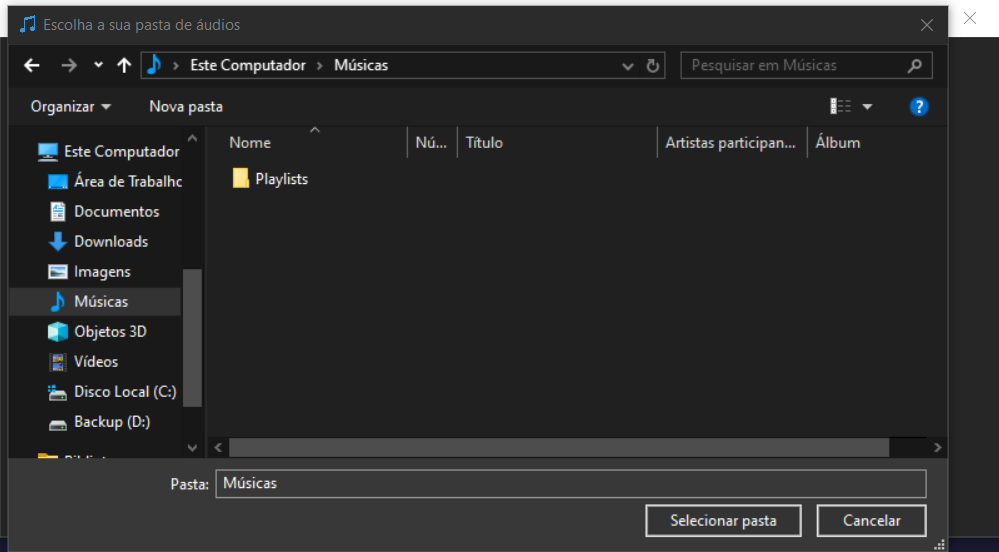 Escolha a sua pasta de áudios
Este Computador > Músicas
Pesquisar em Músicas
Organizar
Nova pasta
?
Este Computador
Área de Trabalho
Documentos
Downloads
Imagens
Músicas
Objetos 3D
Vídeos
Disco Local (C:)
Backup (D:)
Nome
Nú...
Título
Artistas participan...
Álbum
Playlists
Pasta:
Músicas
Selecionar pasta
Cancelar